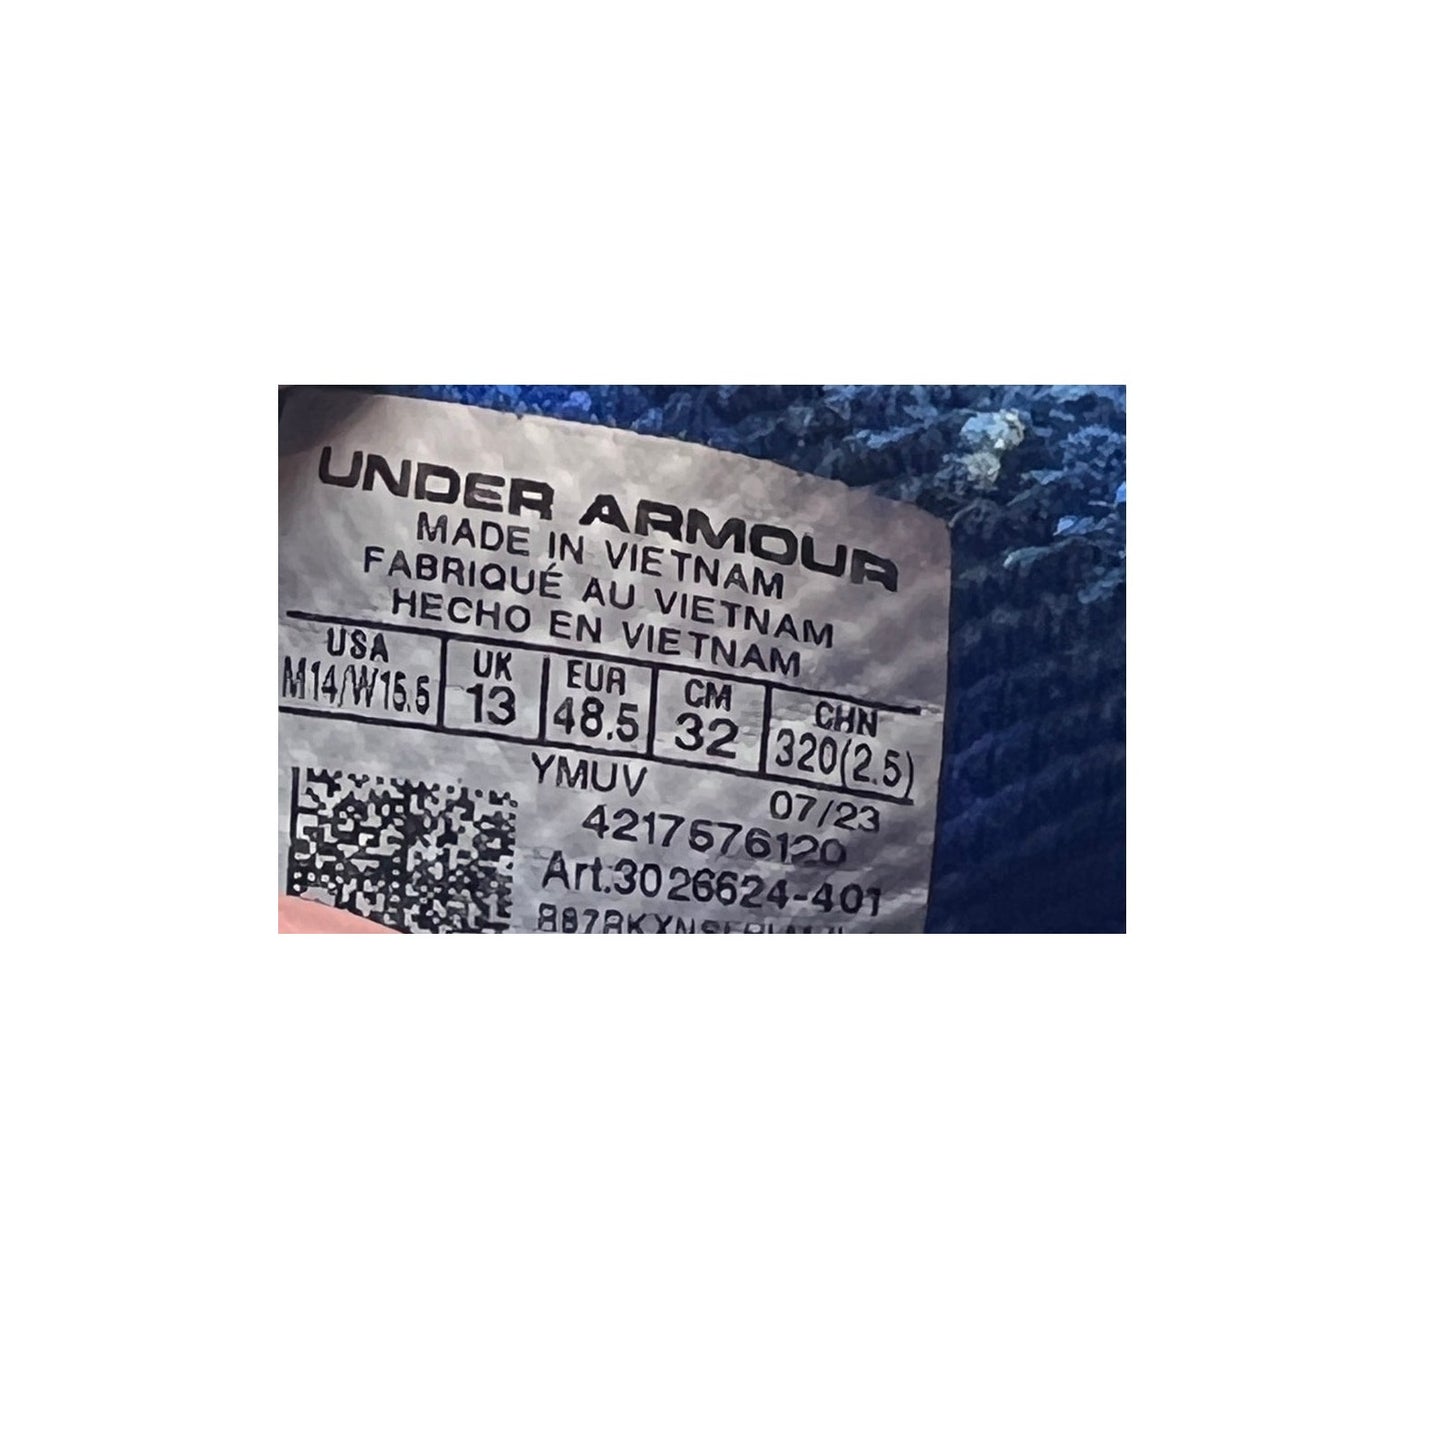 UNDER ARMOUR
MADE IN VIETNAM
FABRIQUÉ AU VIETNAM
HECHO EN VIETNAM
USA UK EUR CM CHN
M14/W15.5 13 48.5 32 320(2.5)
YMUV
07/23
4217576120
Art.3026624-401